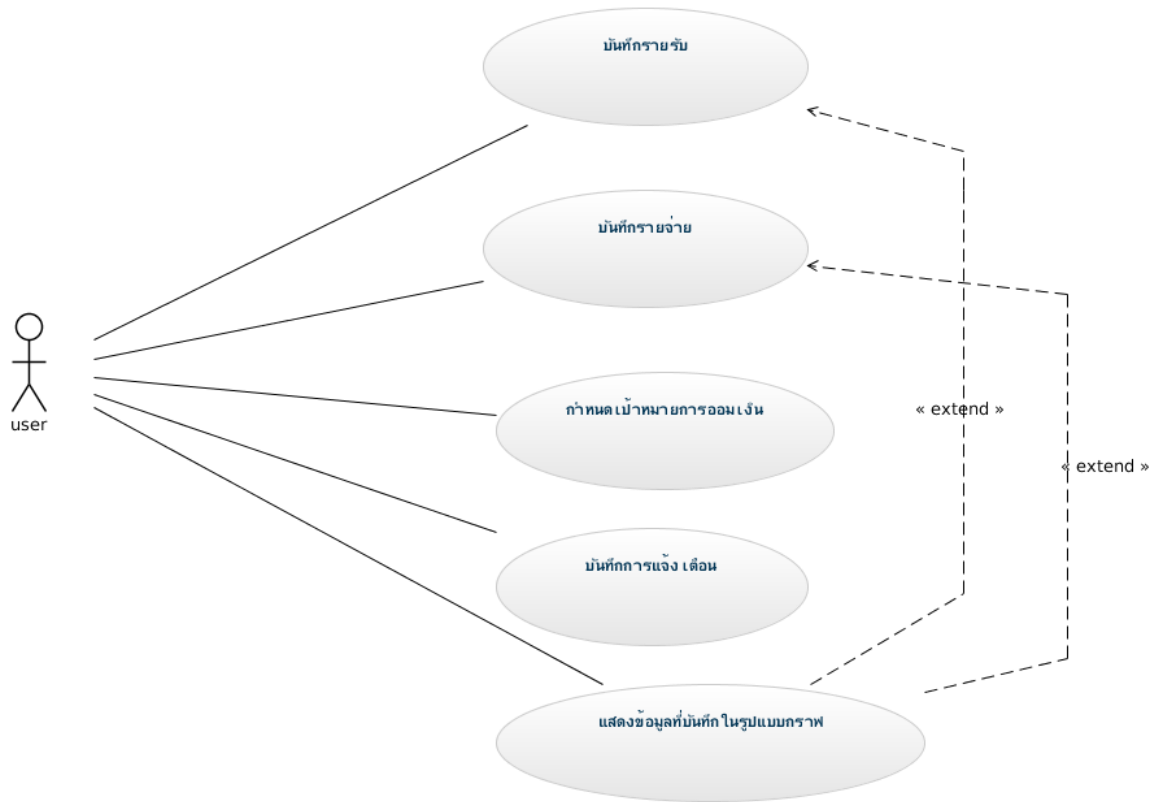 บันทึกรายรับ
บันทึกรายจ่าย
user
กำหนดเป้าหมายการออมเงิน
« extend »
« extend »
บันทึกการแจ้งเตือน
แสดงข้อมูลที่บันทึกในรูปแบบกราฟ